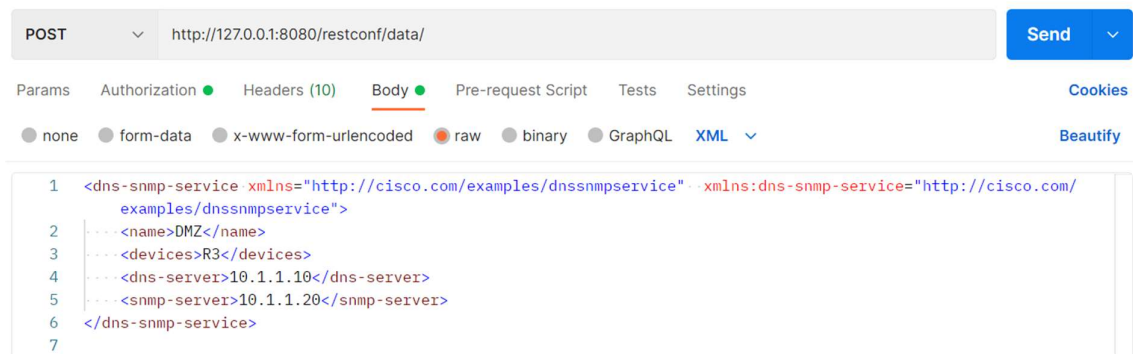 POST http://127.0.0.1:8080/restconf/data/ Send
Params Authorization Headers (10) Body Pre-request Script Tests Settings Cookies
none form-data x-www-form-urlencoded raw binary GraphQL XML Beautify
1 <dns-snmp-service xmlns="http://cisco.com/examples/dnssnmpservice" xmlns:dns-snmp-service="http://cisco.com/
examples/dnssnmpservice">
2 <name>DMZ</name>
3 <devices>R3</devices>
4 <dns-server>10.1.1.10</dns-server>
5 <snmp-server>10.1.1.20</snmp-server>
6 </dns-snmp-service>
7